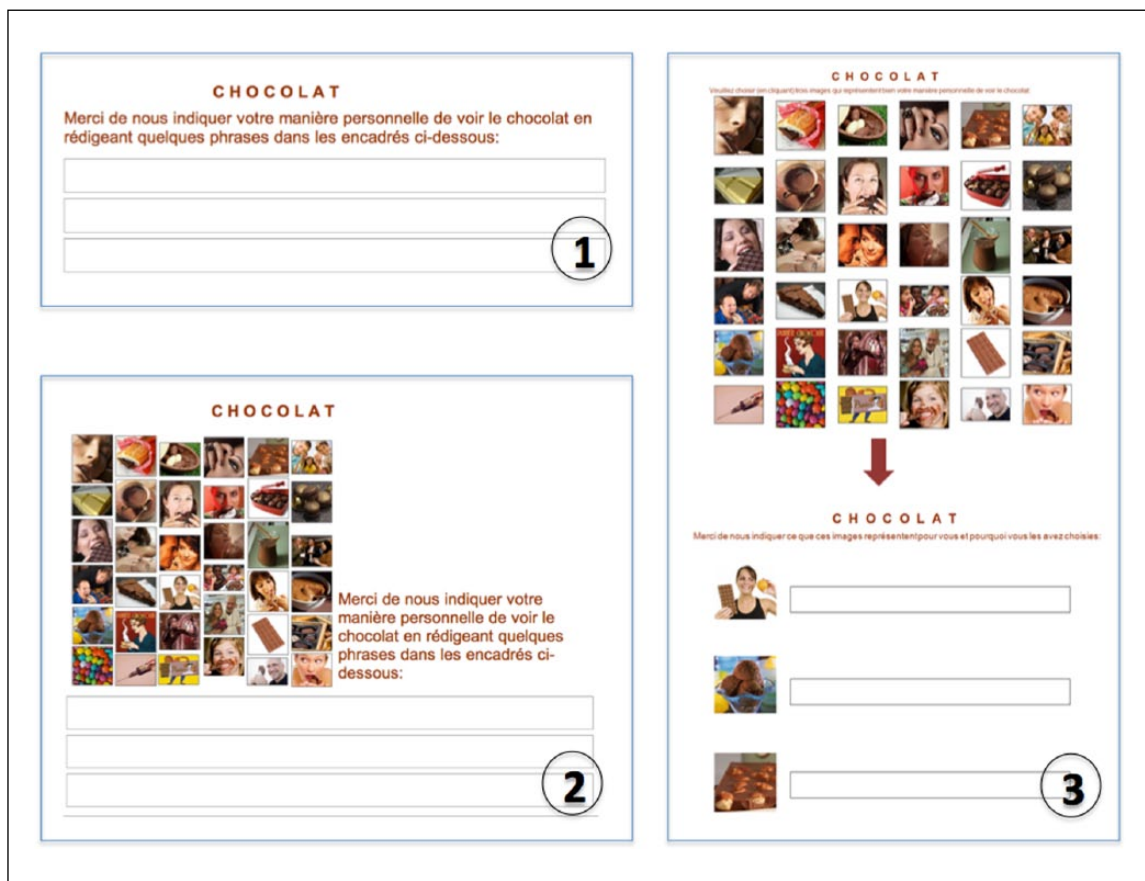 CHOCOLAT
Merci de nous indiquer votre manière personnelle de voir le chocolat en
rédigeant quelques phrases dans les encadrés ci-dessous:
1
CHOCOLAT
Merci de nous indiquer votre
manière personnelle de voir le
chocolat en rédigeant quelques
phrases dans les encadrés ci-
dessous:
2
CHOCOLAT
Veuillez choisir (en cliquant) trois images qui représentent bien votre manière personnelle de voir le chocolat
CHOCOLAT
Merci de nous indiquer ce que ces images représentent pour vous et pourquoi vous les avez choisies:
3